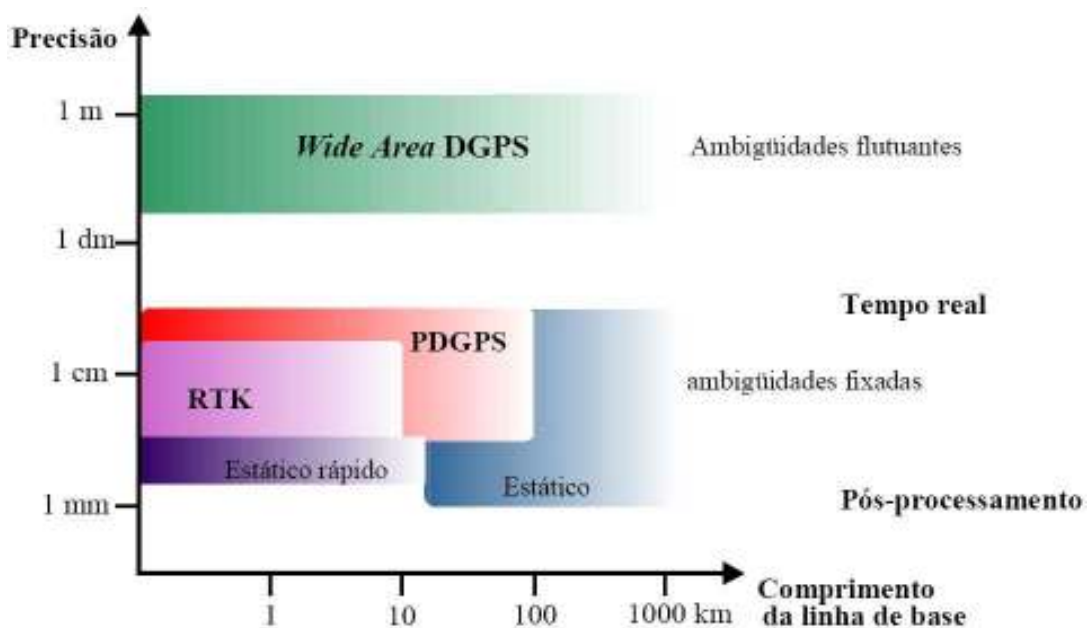 Precisão
1 m
Wide Area DGPS
Ambigüidades flutuantes
1 dm
Tempo real
PDGPS
1 cm
ambigüidades fixadas
RTK
Estático rápido
Estático
1 mm
Pós-processamento
1
10
100
1000 km
Comprimento
da linha de base